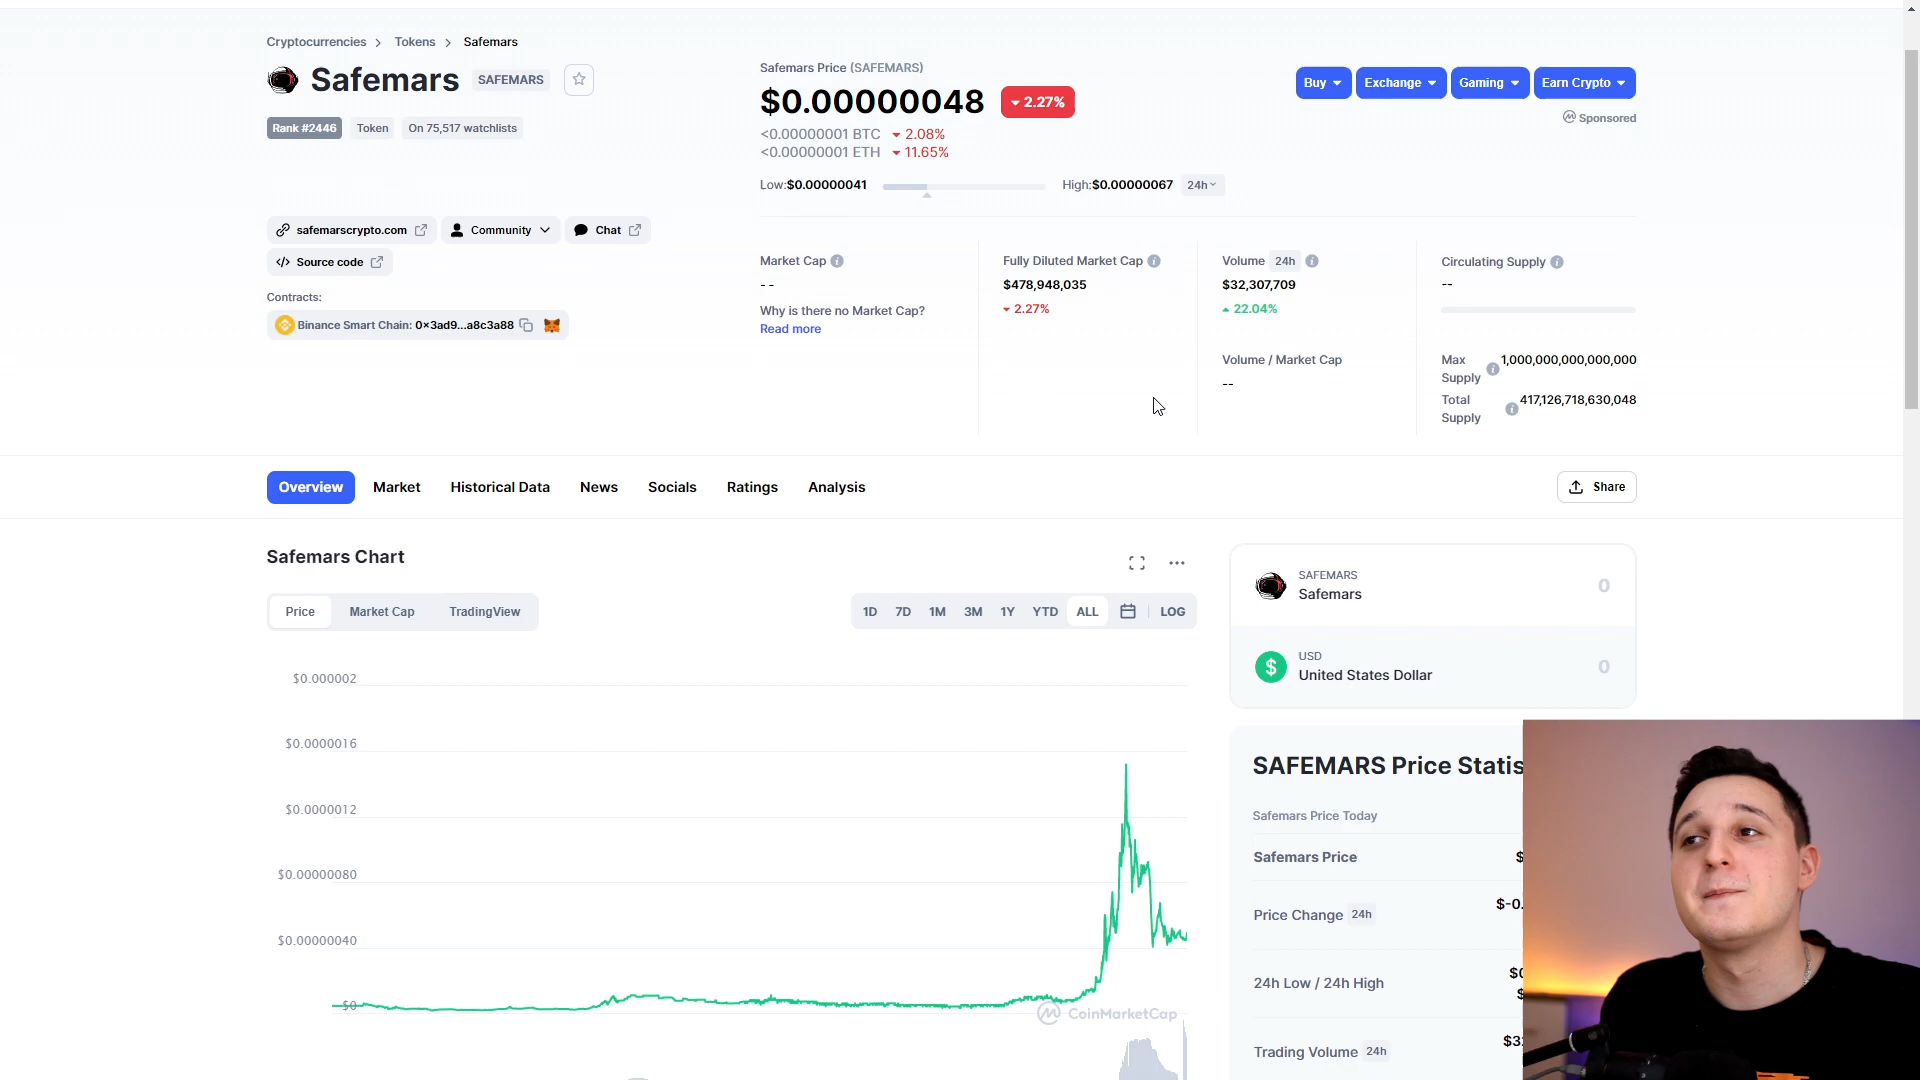 Cryptocurrencies > Tokens > Safemars
Safemars SAFEMARS
Rank #2446 Token On 75,517 watchlists
safemarscrypto.com Community Chat
</> Source code
Contracts:
Binance Smart Chain: 0x3ad9...a8c3a88
Safemars Price (SAFEMARS)
$0.00000048 2.27%
<0.00000001 BTC 2.08%
<0.00000001 ETH 11.65%
Low:$0.00000041 High:$0.00000067 24h
Buy Exchange Gaming Earn Crypto
Sponsored
Market Cap
- -
Why is there no Market Cap?
Read more
Fully Diluted Market Cap
$478,948,035
2.27%
Volume 24h
$32,307,709
22.04%
Volume / Market Cap
--
Circulating Supply
--
Max Supply 1,000,000,000,000,000
Total Supply 417,126,718,630,048
Overview Market Historical Data News Socials Ratings Analysis
Share
Safemars Chart
Price Market Cap TradingView
1D 7D 1M 3M 1Y YTD ALL LOG
$0.000002
$0.0000016
$0.0000012
$0.00000080
$0.00000040
$0
CoinMarketCap
SAFEMARS
Safemars 0
USD
United States Dollar 0
SAFEMARS Price Statis
Safemars Price Today
Safemars Price $
Price Change 24h $-0.
24h Low / 24h High $0
$
Trading Volume 24h $3